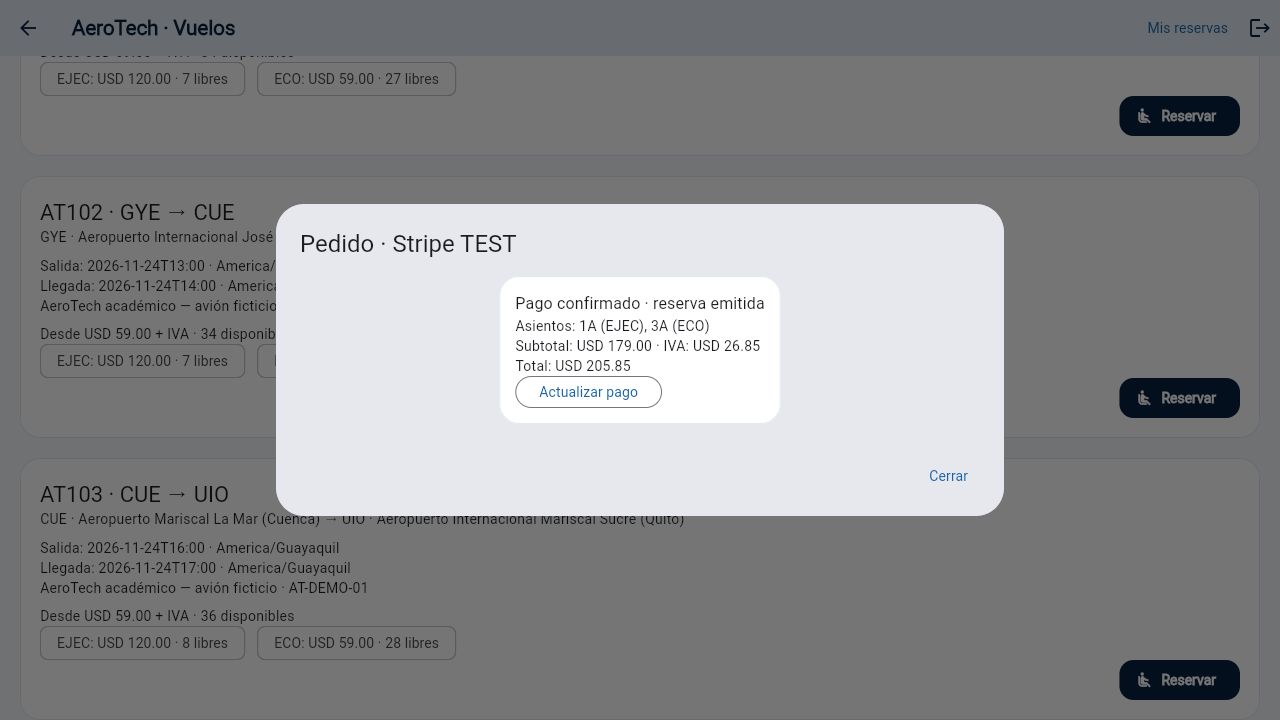 AeroTech · Vuelos
Mis reservas
EJEC: USD 120.00 · 7 libres
ECO: USD 59.00 · 27 libres
Reservar
AT102 · GYE → CUE
GYE · Aeropuerto Internacional José
Salida: 2026-11-24T13:00 · America/
Llegada: 2026-11-24T14:00 · America
AeroTech académico — avión ficticio
Desde USD 59.00 + IVA · 34 disponib
EJEC: USD 120.00 · 7 libres
Reservar
Pedido · Stripe TEST
Pago confirmado · reserva emitida
Asientos: 1A (EJEC), 3A (ECO)
Subtotal: USD 179.00 · IVA: USD 26.85
Total: USD 205.85
Actualizar pago
Cerrar
AT103 · CUE → UIO
CUE · Aeropuerto Mariscal La Mar (Cuenca) → UIO · Aeropuerto Internacional Mariscal Sucre (Quito)
Salida: 2026-11-24T16:00 · America/Guayaquil
Llegada: 2026-11-24T17:00 · America/Guayaquil
AeroTech académico — avión ficticio · AT-DEMO-01
Desde USD 59.00 + IVA · 36 disponibles
EJEC: USD 120.00 · 8 libres
ECO: USD 59.00 · 28 libres
Reservar